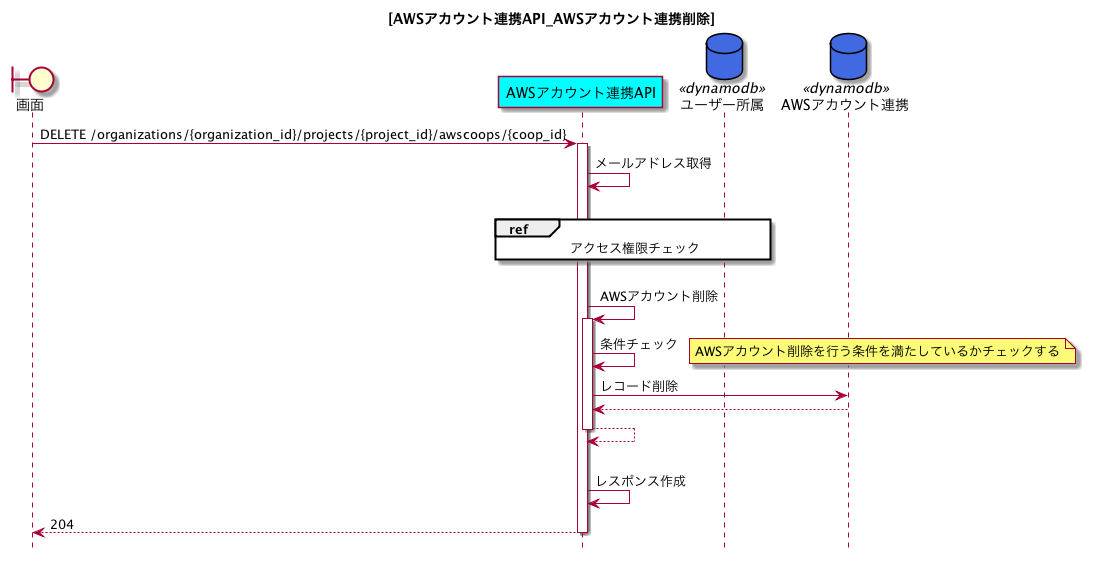 [AWSアカウント連携API_AWSアカウント連携削除]
画面
AWSアカウント連携API
«dynamodb»
ユーザー所属
«dynamodb»
AWSアカウント連携
DELETE /organizations/{organization_id}/projects/{project_id}/awscoops/{coop_id}
メールアドレス取得
ref
アクセス権限チェック
AWSアカウント削除
条件チェック
AWSアカウント削除を行う条件を満たしているかチェックする
レコード削除
レスポンス作成
204